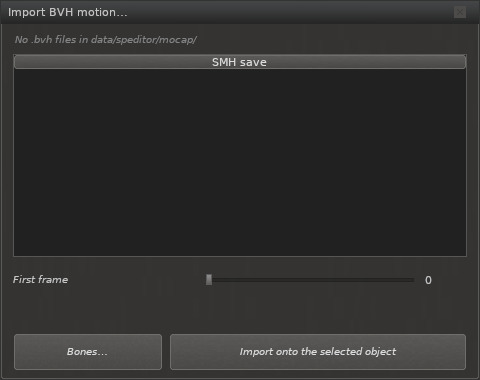 Import BVH motion...
No .bvh files in data/speditor/mocap/
SMH save
First frame
0
Bones...
Import onto the selected object